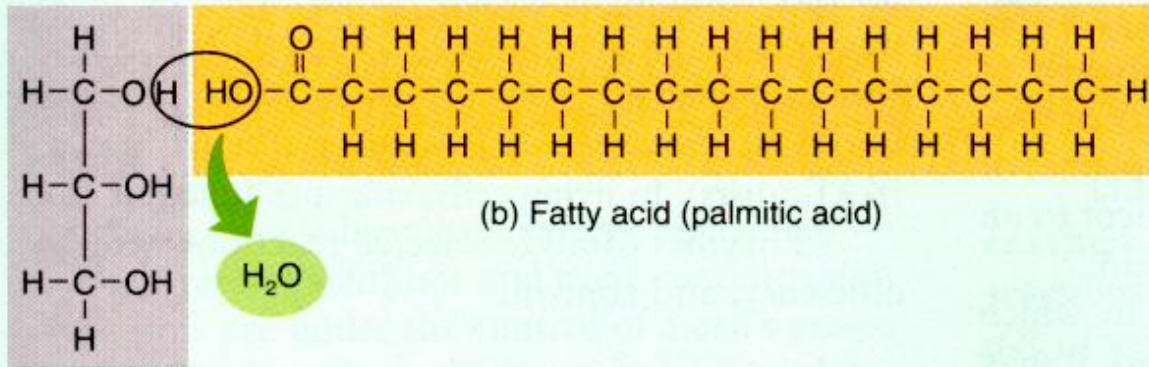 H O H H H H H H H H H H H H H H H
H–C–OH HO–C–C–C–C–C–C–C–C–C–C–C–C–C–C–C–C–H
H H H H H H H H H H H H H H H
H–C–OH
(b) Fatty acid (palmitic acid)
H–C–OH H₂O
H